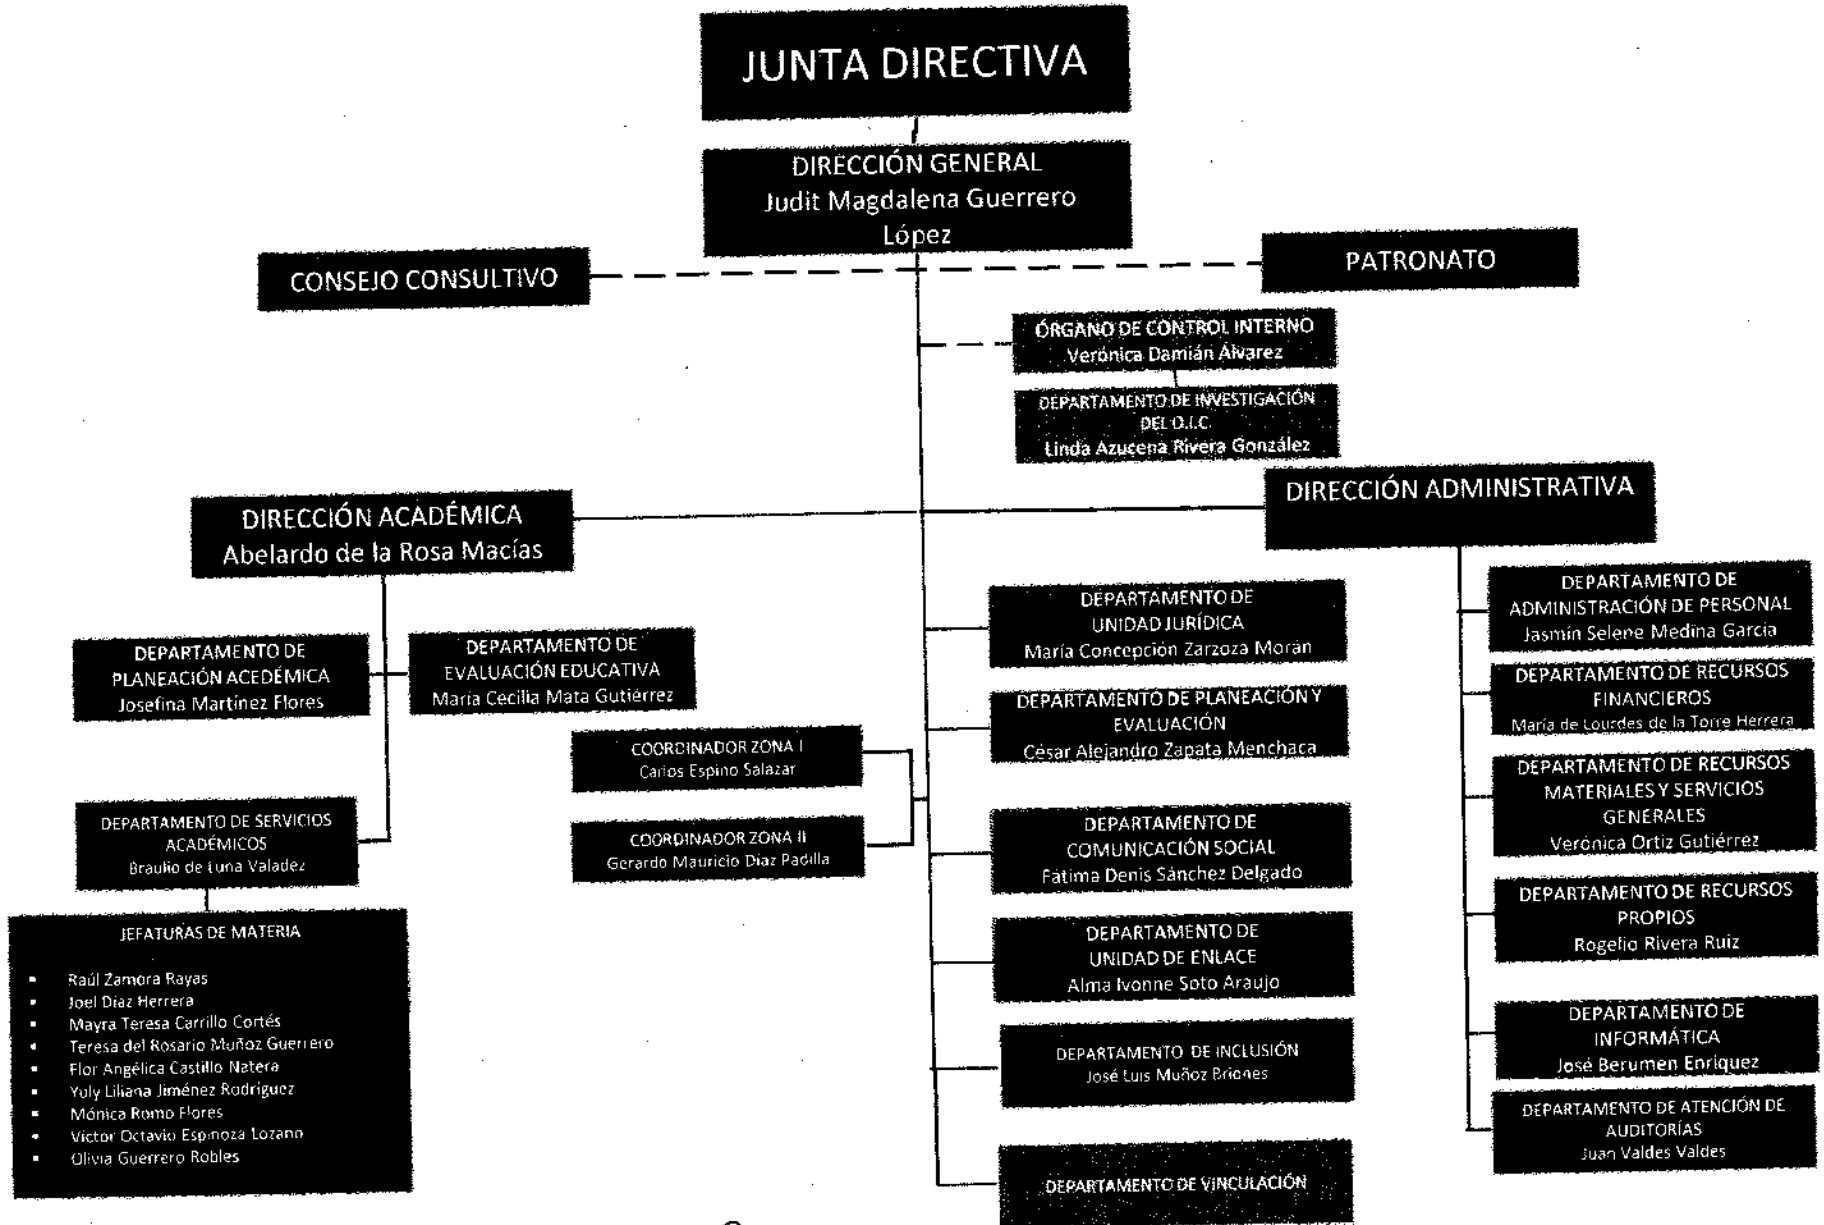 JUNTA DIRECTIVA
DIRECCIÓN GENERAL
Judit Magdalena Guerrero
López
CONSEJO CONSULTIVO
PATRONATO
ÓRGANO DE CONTROL INTERNO
Verónica Damián Álvarez
DEPARTAMENTO DE INVESTIGACIÓN
DEL O.I.C.
Linda Azucena Rivera González
DIRECCIÓN ACADÉMICA
Abelardo de la Rosa Macías
DIRECCIÓN ADMINISTRATIVA
DEPARTAMENTO DE
PLANEACIÓN ACEDÉMICA
Josefina Martínez Flores
DEPARTAMENTO DE
EVALUACIÓN EDUCATIVA
María Cecilia Mata Gutiérrez
DEPARTAMENTO DE SERVICIOS
ACADÉMICOS
Braulio de Luna Valadez
JEFATURAS DE MATERIA
▪ Raúl Zamora Rayas
▪ Joel Díaz Herrera
▪ Mayra Teresa Carrillo Cortés
▪ Teresa del Rosario Muñoz Guerrero
▪ Flor Angélica Castillo Natera
▪ Yuly Liliana Jiménez Rodríguez
▪ Mónica Romo Flores
▪ Víctor Octavio Espinoza Lozano
▪ Olivia Guerrero Robles
COORDINADOR ZONA I
Carlos Espino Salazar
COORDINADOR ZONA II
Gerardo Mauricio Díaz Padilla
DEPARTAMENTO DE
UNIDAD JURÍDICA
María Concepción Zarzoza Morán
DEPARTAMENTO DE PLANEACIÓN Y
EVALUACIÓN
César Alejandro Zapata Menchaca
DEPARTAMENTO DE
COMUNICACIÓN SOCIAL
Fátima Denis Sánchez Delgado
DEPARTAMENTO DE
UNIDAD DE ENLACE
Alma Ivonne Soto Araujo
DEPARTAMENTO DE INCLUSIÓN
José Luis Muñoz Briones
DEPARTAMENTO DE VINCULACIÓN
DEPARTAMENTO DE
ADMINISTRACIÓN DE PERSONAL
Jasmín Selene Medina García
DEPARTAMENTO DE RECURSOS
FINANCIEROS
María de Lourdes de la Torre Herrera
DEPARTAMENTO DE RECURSOS
MATERIALES Y SERVICIOS
GENERALES
Verónica Ortiz Gutiérrez
DEPARTAMENTO DE RECURSOS
PROPIOS
Rogelio Rivera Ruiz
DEPARTAMENTO DE
INFORMÁTICA
José Berumen Enriquez
DEPARTAMENTO DE ATENCIÓN DE
AUDITORÍAS
Juan Valdes Valdes